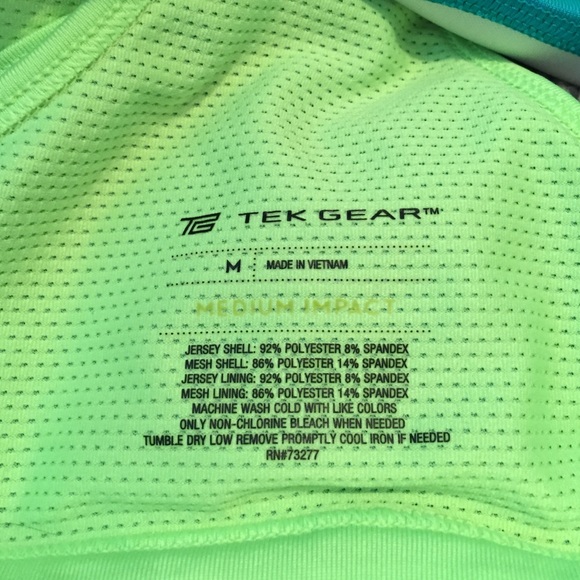 TG TEK GEAR™
M MADE IN VIETNAM
MEDIUM IMPACT
JERSEY SHELL: 92% POLYESTER 8% SPANDEX
MESH SHELL: 86% POLYESTER 14% SPANDEX
JERSEY LINING: 92% POLYESTER 8% SPANDEX
MESH LINING: 86% POLYESTER 14% SPANDEX
MACHINE WASH COLD WITH LIKE COLORS
ONLY NON-CHLORINE BLEACH WHEN NEEDED
TUMBLE DRY LOW REMOVE PROMPTLY COOL IRON IF NEEDED
RN#73277